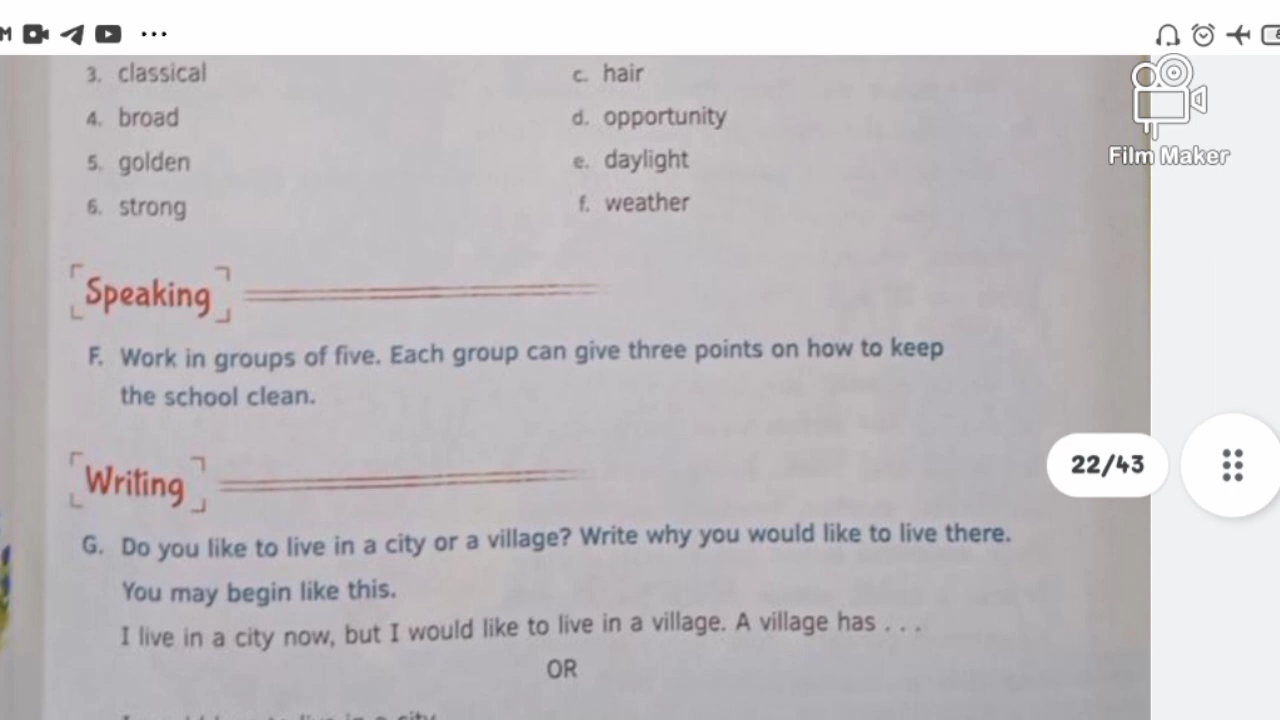 M ...
3. classical c. hair
4. broad d. opportunity
5. golden e. daylight
6. strong f. weather
Film Maker
Speaking
F. Work in groups of five. Each group can give three points on how to keep
the school clean.
Writing
22/43
G. Do you like to live in a city or a village? Write why you would like to live there.
You may begin like this.
I live in a city now, but I would like to live in a village. A village has . . .
OR
live in a city